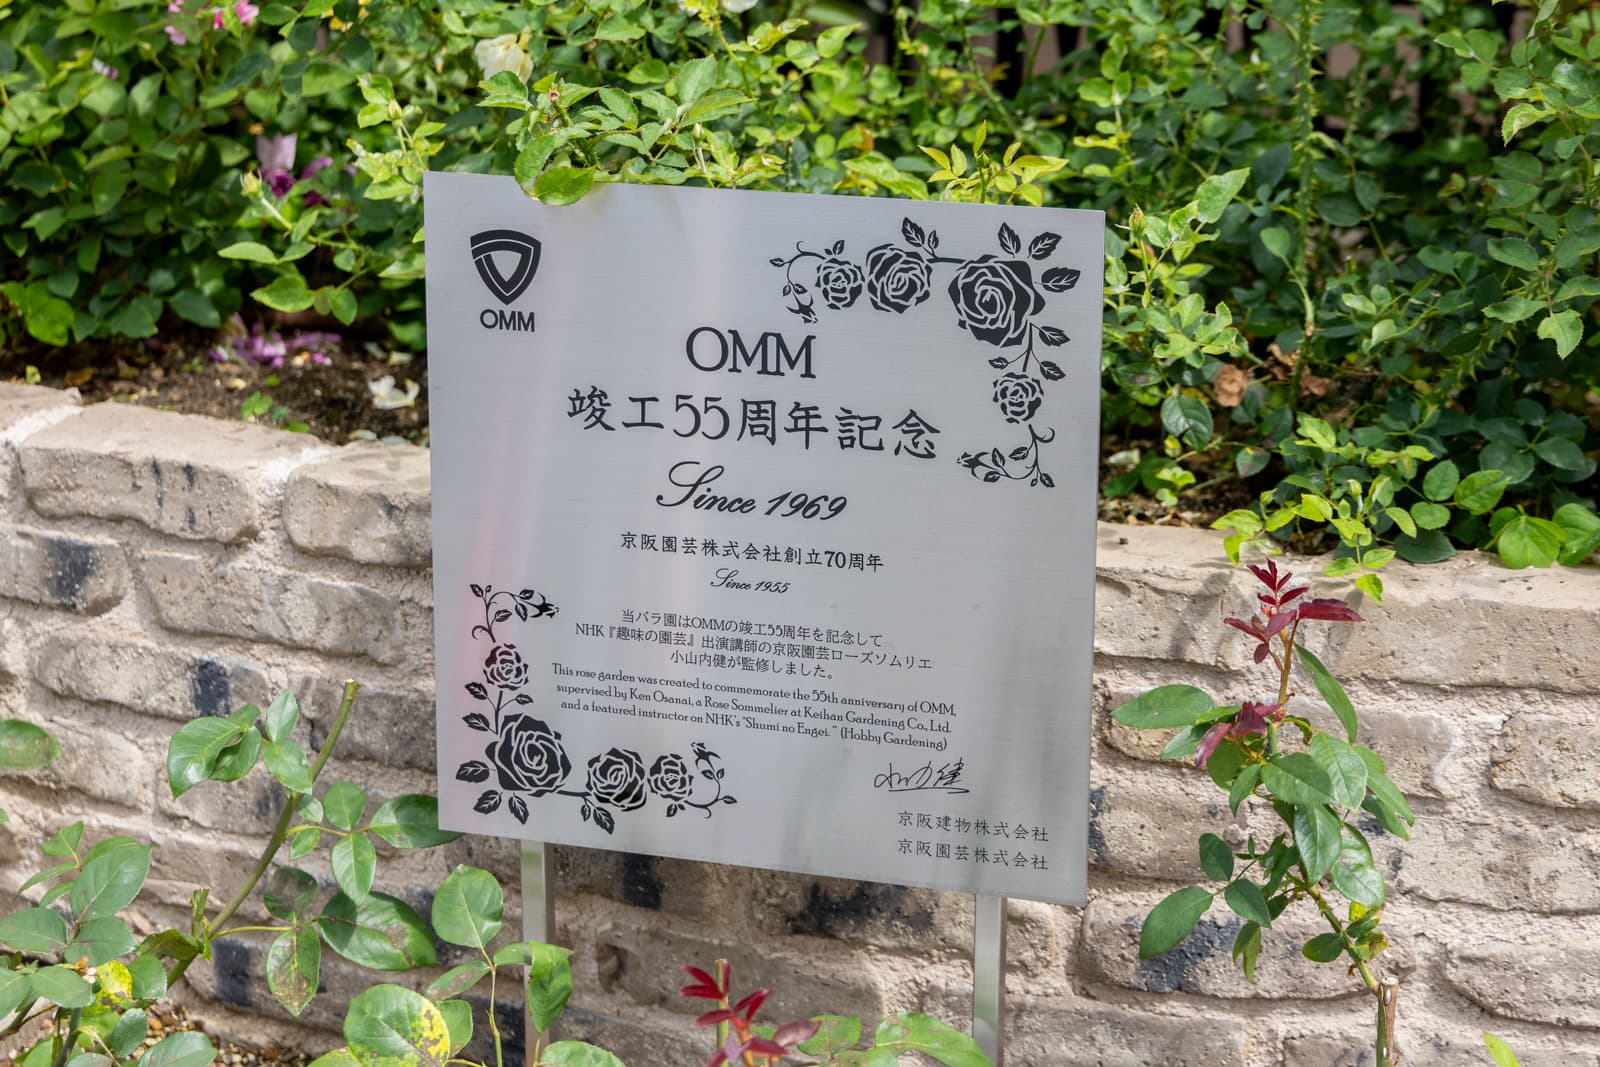 OMM
OMM
竣工55周年記念
Since 1969
京阪園芸株式会社創立70周年
Since 1955
当バラ園はOMMの竣工55周年を記念して
NHK『趣味の園芸』出演講師の京阪園芸ローズソムリエ
小山内健が監修しました。
This rose garden was created to commemorate the 55th anniversary of OMM,
supervised by Ken Osanai, a Rose Sommelier at Keihan Gardening Co., Ltd.
and a featured instructor on NHK's "Shumi no Engei." (Hobby Gardening)
小山内健
京阪建物株式会社
京阪園芸株式会社